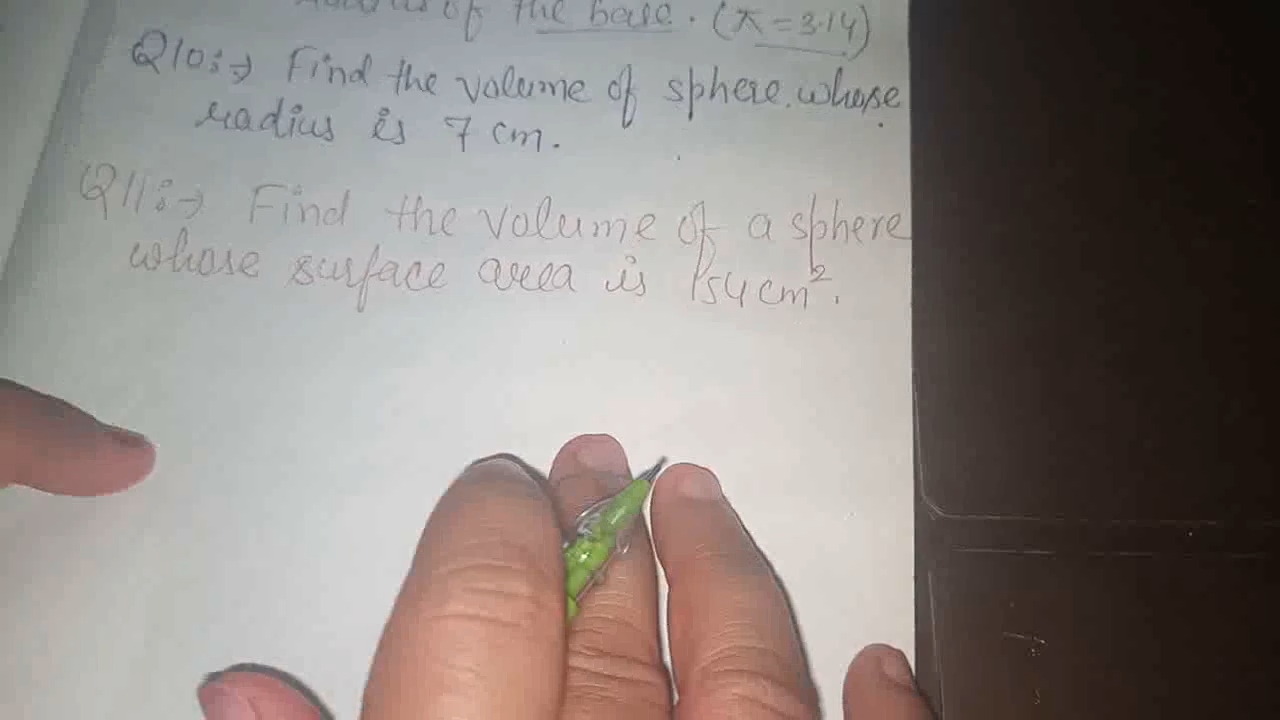 of the base. (π = 3.14)
Q10:→ Find the volume of sphere. whose
radius is 7 cm.
Q11:→ Find the volume of a sphere
whose surface area is 154 cm².